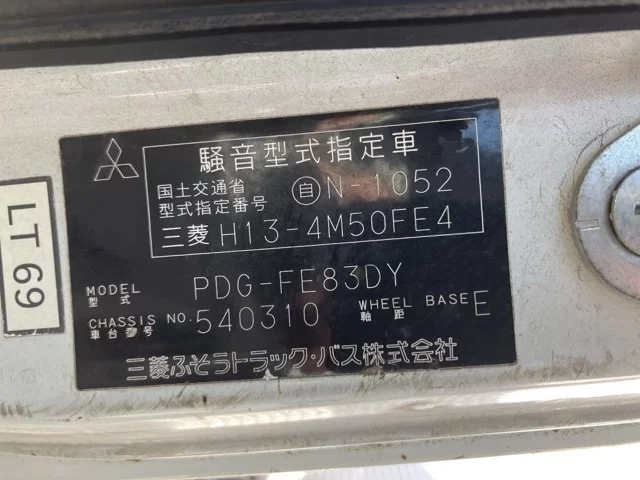 騒音型式指定車
国土交通省
型式指定番号
自 N-1052
三菱 H13-4M50FE4
MODEL
型式
PDG-FE83DY
CHASSIS NO.
車台番号
540310
WHEEL BASE
軸距
E
三菱ふそうトラック・バス株式会社
LT69